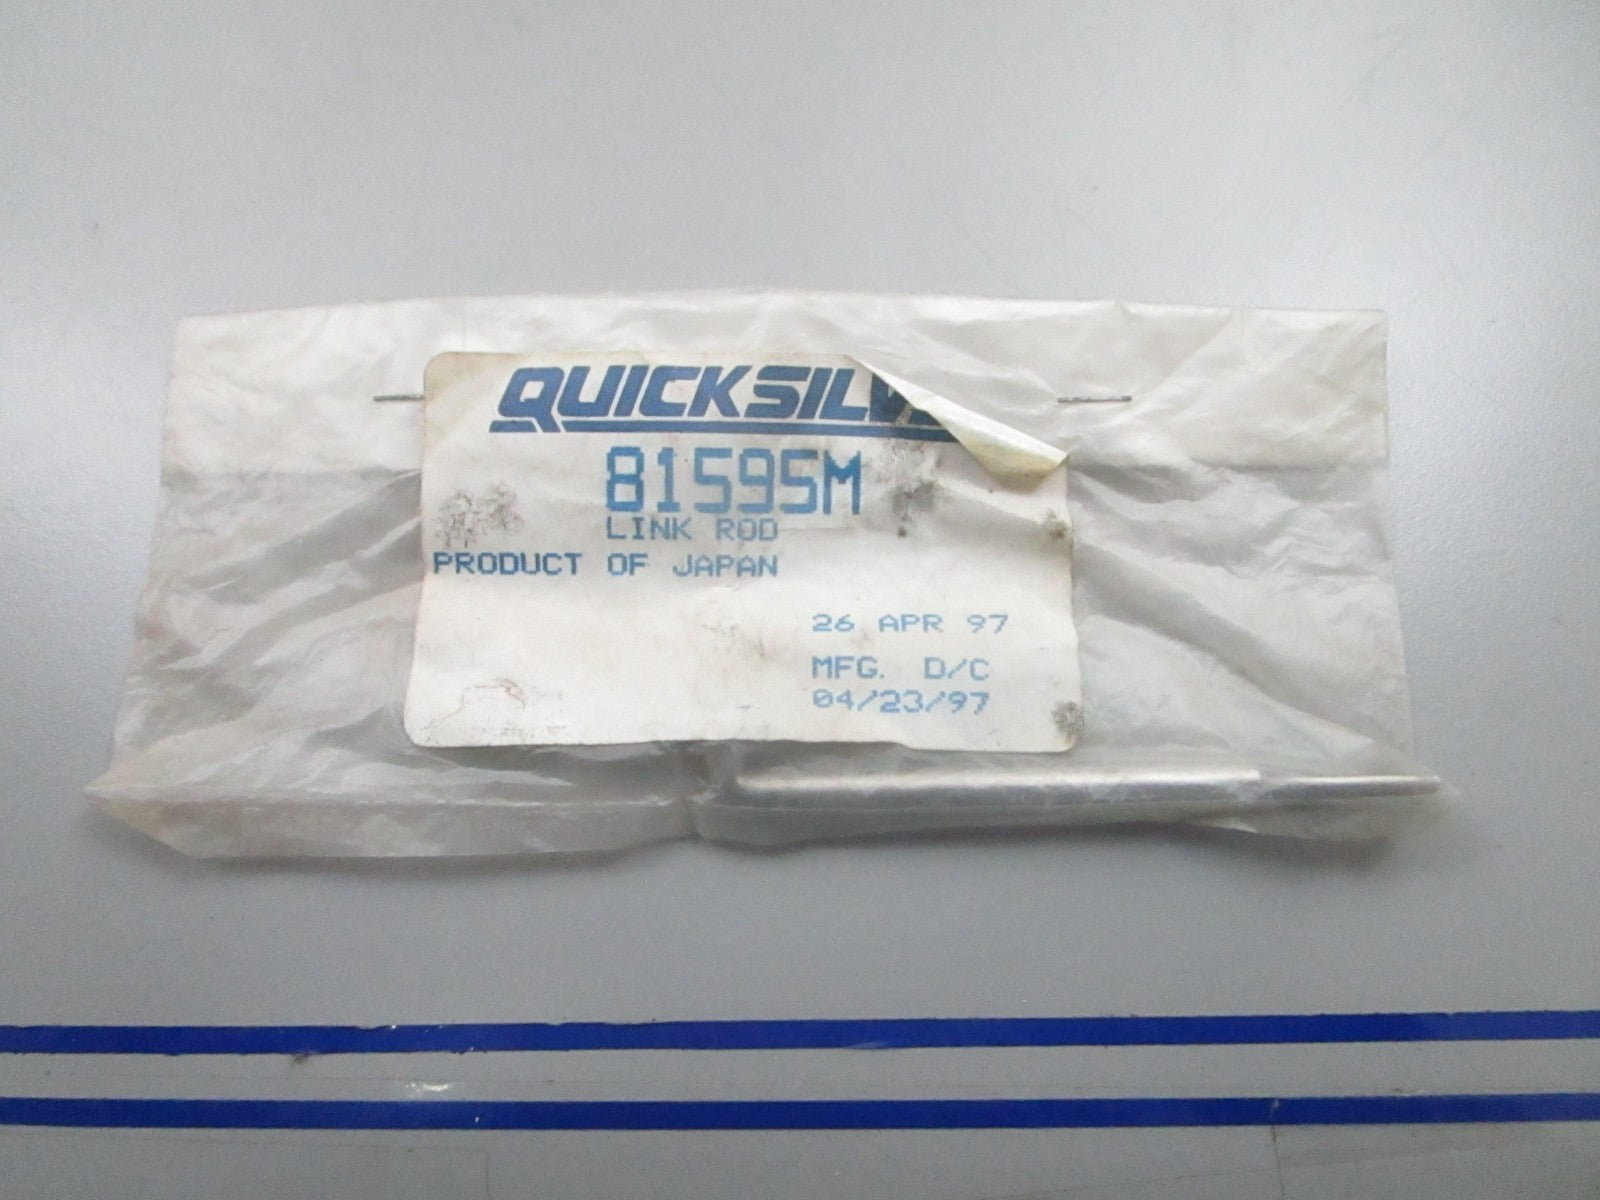 QUICKSILV
81595M
LINK ROD
PRODUCT OF JAPAN
26 APR 97
MFG. D/C
04/23/97